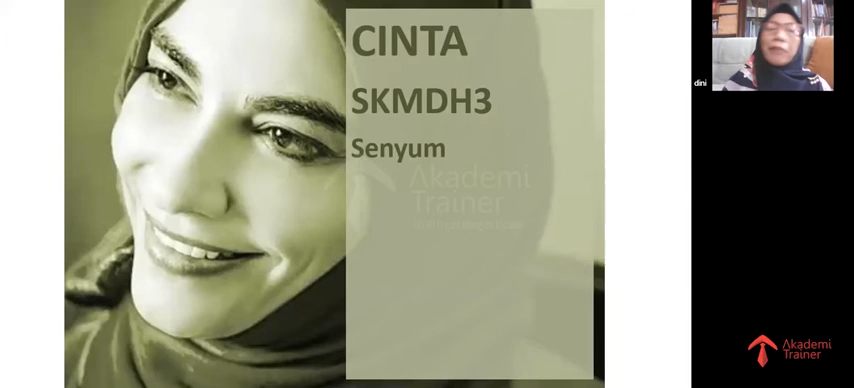 CINTA
SKMDH3
Senyum
Akademi
Trainer
dini
Akademi
Trainer